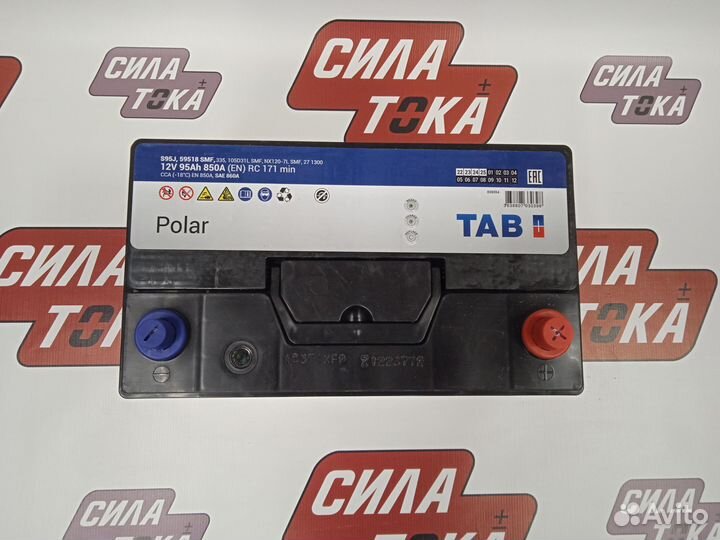 СИЛА
ТОКА
СИЛА
ТОКА
СИЛА
S95J, 59518 SMF, 335, 105D31L SMF, NX120-7L SMF, 27 1300
12V 95Ah 850A (EN) RC 171 min
CCA (-18°C) EN 850A, SAE 860A
22 23 24 25 01 02 03 04
05 06 07 08 09 10 11 12
EAC
Polar
TAB
СИЛА
ТОКА
СИЛА
ТОКА
СИЛА
ТОКА
СИЛА
ТОКА
Avito